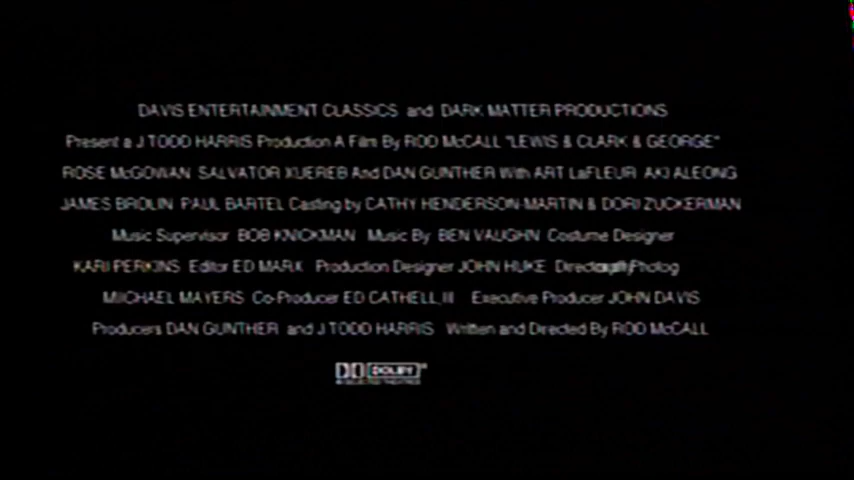 DAVIS ENTERTAINMENT CLASSICS and DARK MATTER PRODUCTIONS
Present a J TODD HARRIS Production A Film By ROD McCALL "LEWIS & CLARK & GEORGE"
ROSE McGOWAN SALVATOR XUEREB And DAN GUNTHER With ART LaFLEUR AKI ALEONG
JAMES BROLIN PAUL BARTEL Casting by CATHY HENDERSON-MARTIN & DORI ZUCKERMAN
Music Supervisor BOB KNICKMAN Music By BEN VAUGHN Costume Designer
KARI PERKINS Editor ED MARX Production Designer JOHN HUKE Photog
MICHAEL MAYERS Co-Producer ED CATHELL, III Executive Producer JOHN DAVIS
Producers DAN GUNTHER and J TODD HARRIS Written and Directed By ROD McCALL
DOLBY